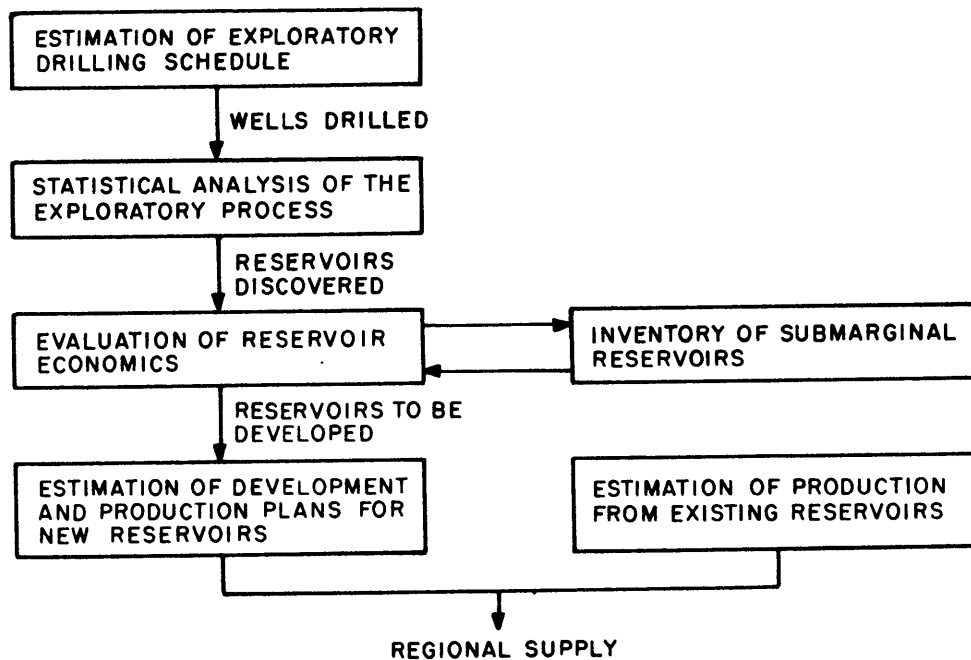 ESTIMATION OF EXPLORATORY
DRILLING SCHEDULE
WELLS DRILLED
STATISTICAL ANALYSIS OF THE
EXPLORATORY PROCESS
RESERVOIRS
DISCOVERED
EVALUATION OF RESERVOIR
ECONOMICS
INVENTORY OF SUBMARGINAL
RESERVOIRS
RESERVOIRS TO BE
DEVELOPED
ESTIMATION OF DEVELOPMENT
AND PRODUCTION PLANS FOR
NEW RESERVOIRS
ESTIMATION OF PRODUCTION
FROM EXISTING RESERVOIRS
REGIONAL SUPPLY